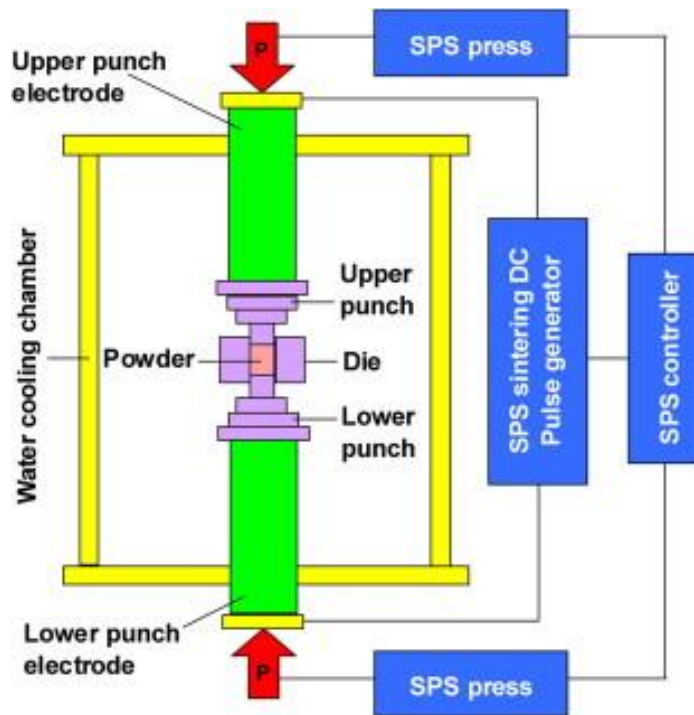 P
SPS press
Upper punch
electrode
Water cooling chamber
Upper
punch
Powder
Die
Lower
punch
SPS sintering DC
Pulse generator
SPS controller
Lower punch
electrode
P
SPS press